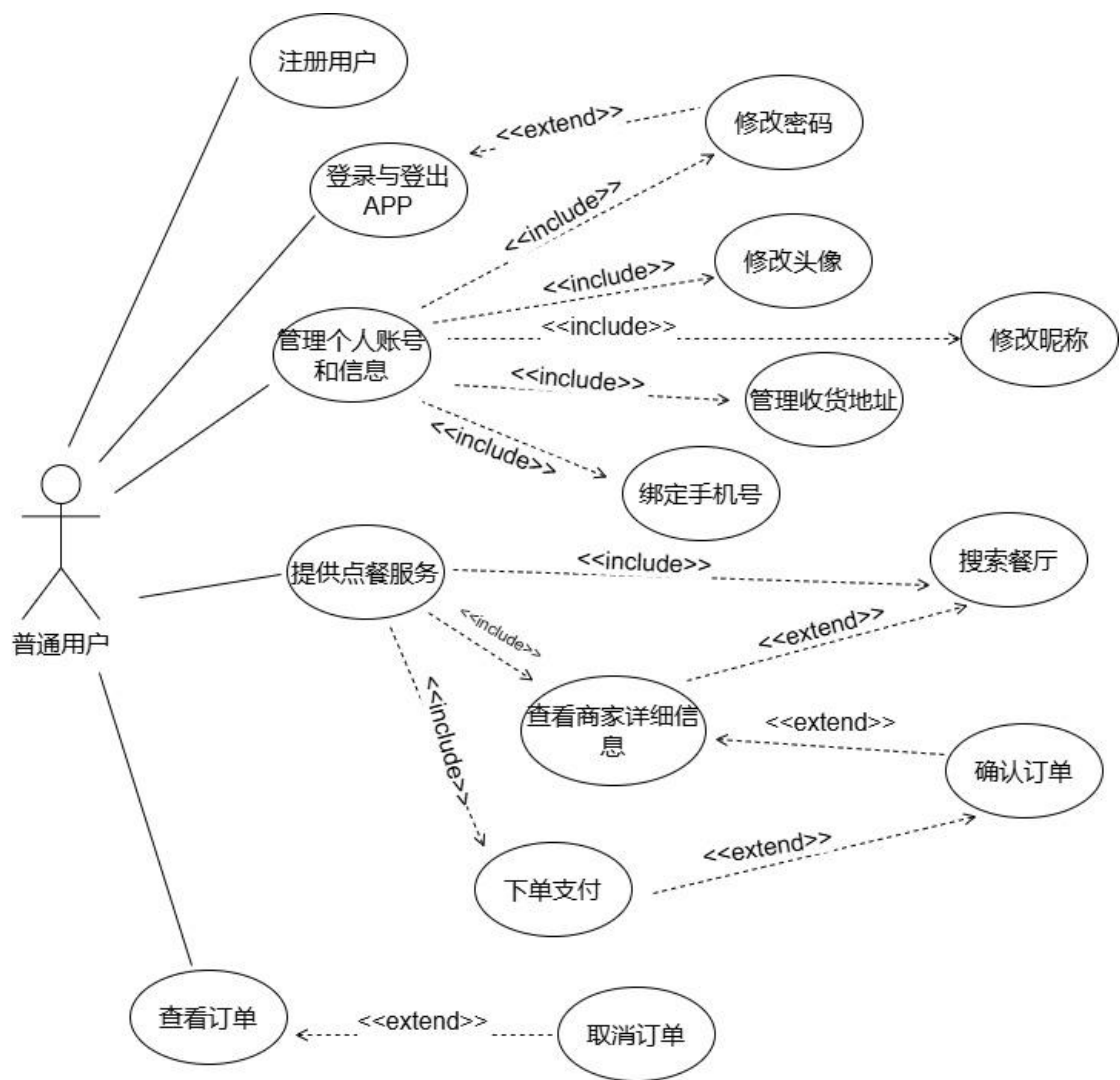 注册用户
<<extend>>
修改密码
登录与登出
APP
<<include>>
<<include>>
修改头像
管理个人账号
和信息
<<include>>
修改昵称
<<include>>
管理收货地址
<<include>>
绑定手机号
提供点餐服务
<<include>>
搜索餐厅
普通用户
<<include>>
<<extend>>
查看商家详细信
息
<<include>>
<<extend>>
确认订单
<<extend>>
下单支付
查看订单
<<extend>>
取消订单